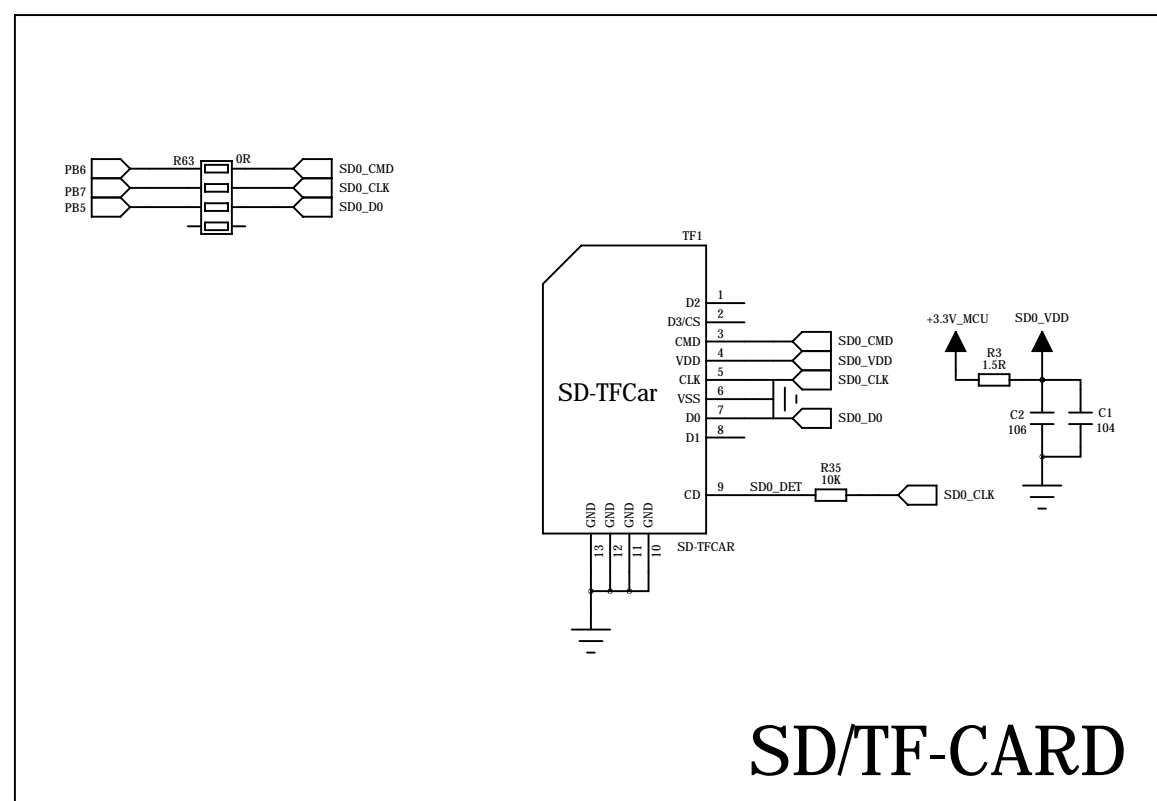 PB6
R63
0R
SD0_CMD
PB7
SD0_CLK
PB5
SD0_D0
TF1
D2
1
D3/CS
2
CMD
3
SD0_CMD
VDD
4
SD0_VDD
CLK
5
SD0_CLK
VSS
6
D0
7
SD0_D0
D1
8
SD-TFCar
CD
9
SD0_DET
R35
10K
SD0_CLK
GND
GND
GND
GND
13
12
11
10
SD-TFCAR
+3.3V_MCU
SD0_VDD
R3
1.5R
C2
106
C1
104
SD/TF-CARD